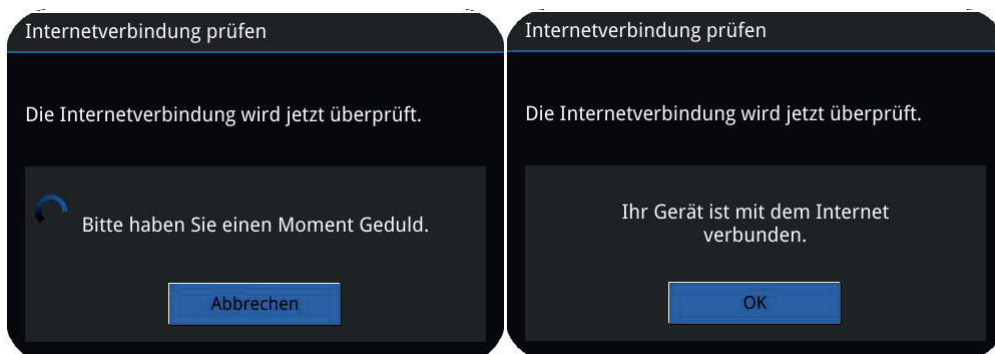 Internetverbindung prüfen
Die Internetverbindung wird jetzt überprüft.
Bitte haben Sie einen Moment Geduld.
Abbrechen
Internetverbindung prüfen
Die Internetverbindung wird jetzt überprüft.
Ihr Gerät ist mit dem Internet
verbunden.
OK